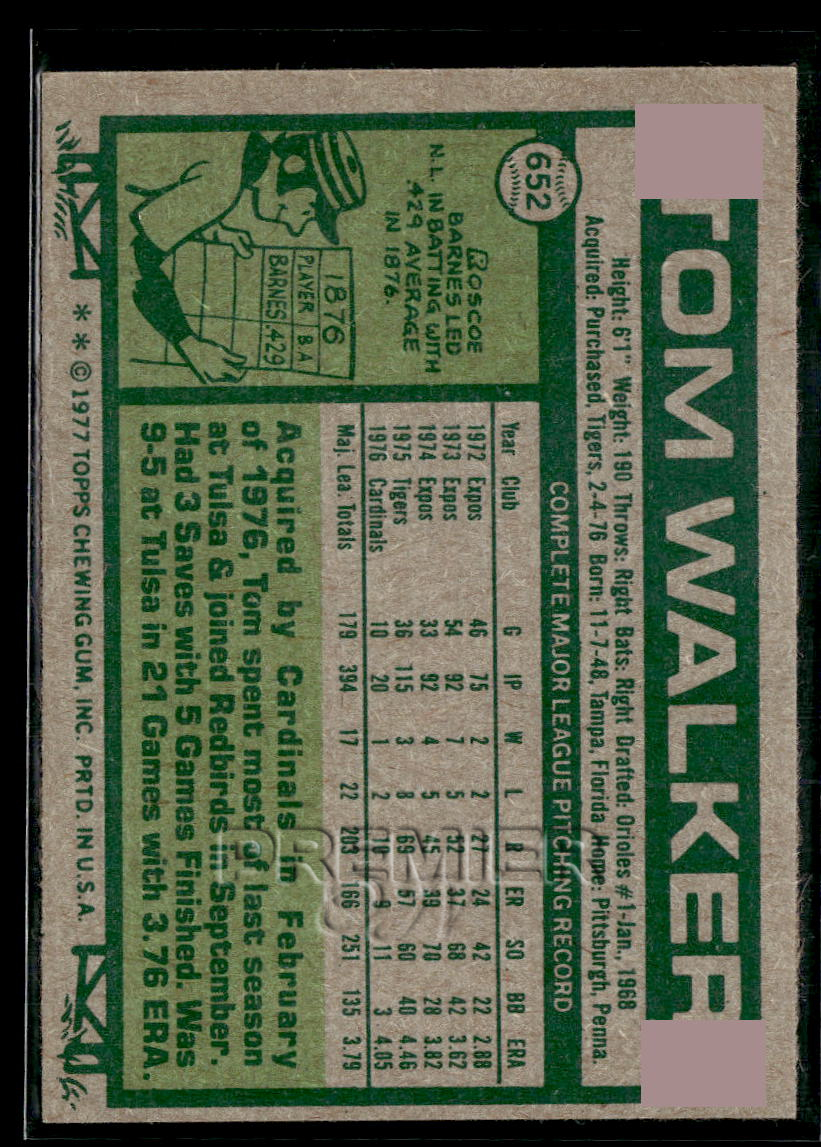 TOM WALKER
652
Height: 6'1" Weight: 190 Throws: Right Bats: Right Drafted: Orioles #1-Jan., 1968
Acquired: Purchased, Tigers, 2-4-76 Born: 11-7-48, Tampa, Florida Home: Pittsburgh, Penna.
COMPLETE MAJOR LEAGUE PITCHING RECORD
Year Club G IP W L R ER SO BB ERA
1972 Expos 46 75 2 2 27 24 42 22 2.88
1973 Expos 54 92 7 5 37 68 42 3.62
1974 Expos 33 92 4 5 45 39 70 28 3.82
1975 Tigers 36 115 3 8 69 57 60 40 4.46
1976 Cardinals 10 20 1 2 10 9 11 3 4.05
Maj. Lea. Totals 179 394 17 22 203 166 251 135 3.79
ROSCOE
BARNES LED
N.L. IN BATTING WITH
.429 AVERAGE
IN 1876.
1876
PLAYER B A
BARNES .429
Acquired by Cardinals in February
of 1976, Tom spent most of last season
at Tulsa & joined Redbirds in September.
Had 3 Saves with 5 Games Finished. Was
9-5 at Tulsa in 21 Games with 3.76 ERA.
* * © 1977 TOPPS CHEWING GUM, INC. PRTD. IN U.S.A.
PREMIER